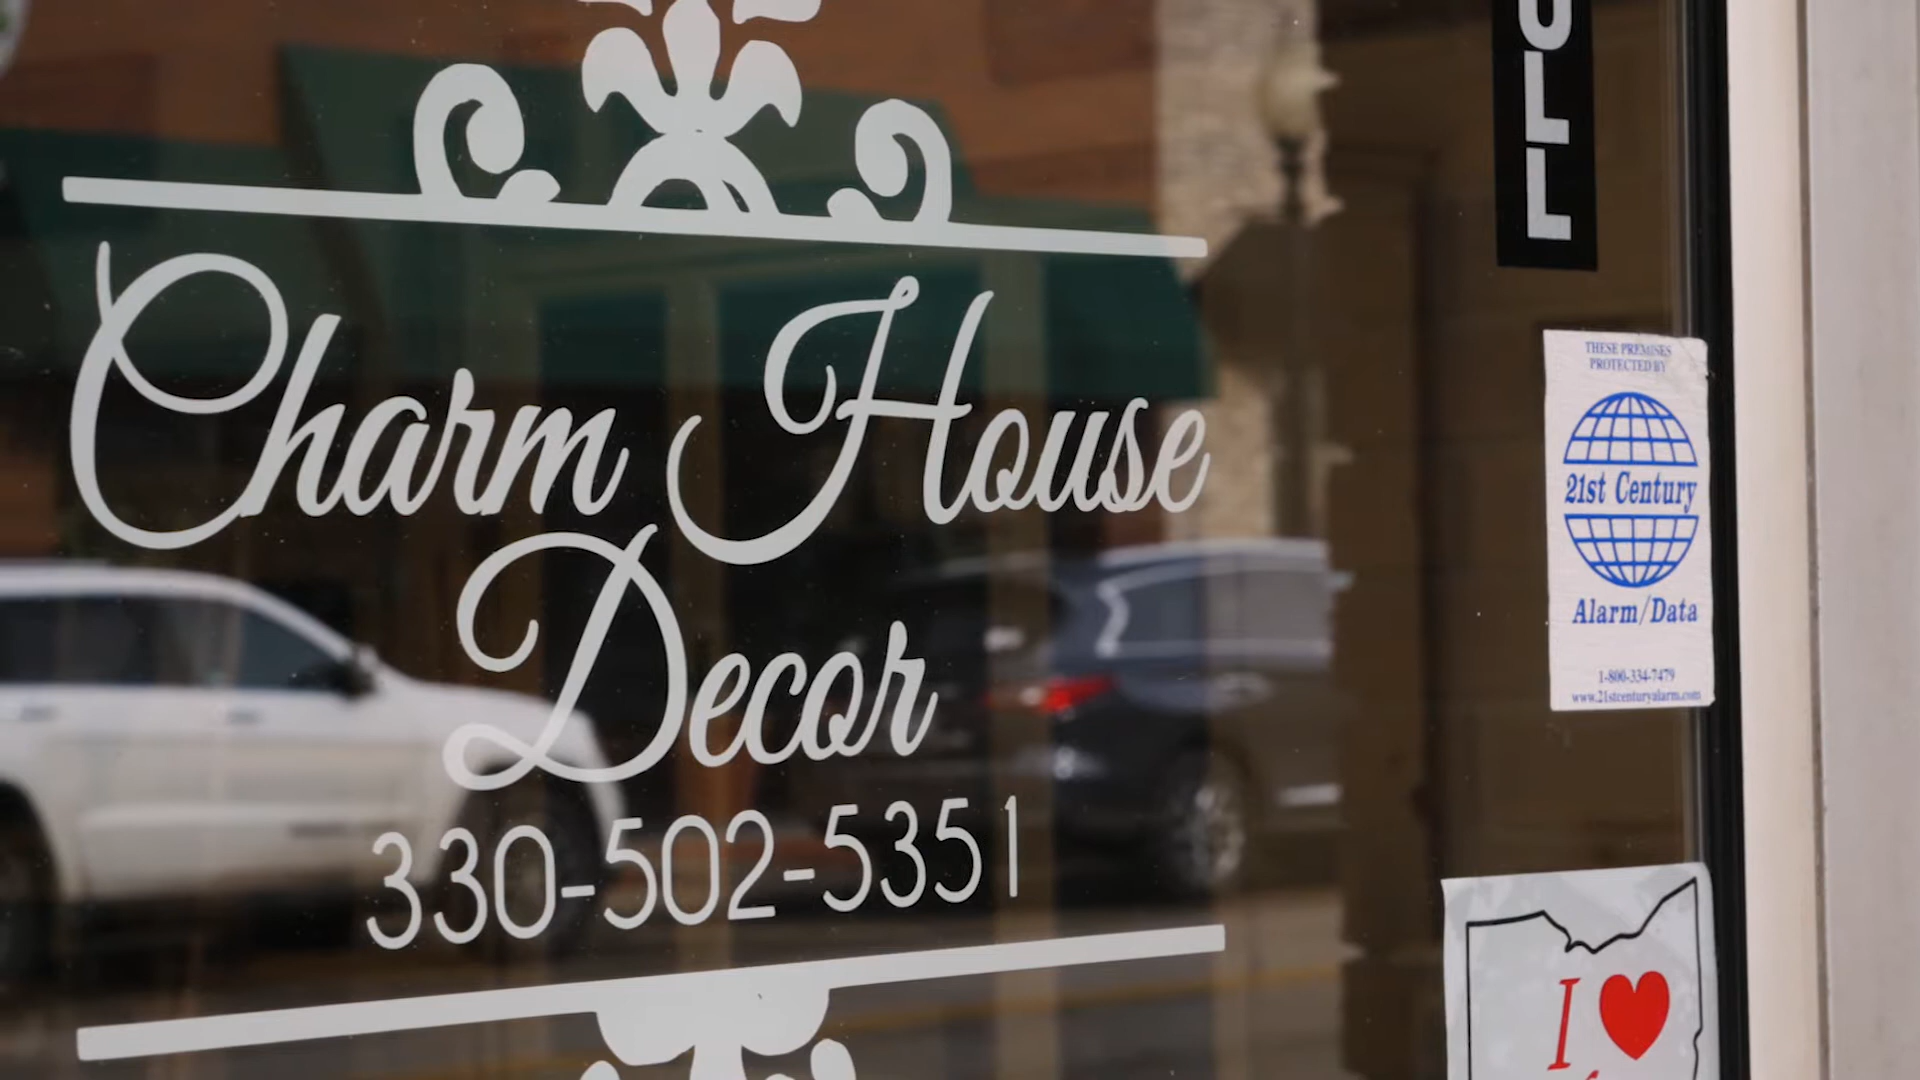 Charm House
Decor
330-502-5351
THESE PREMISES
PROTECTED BY
21st Century
Alarm/Data
1-800-334-7479
www.21stcenturyalarm.com
I